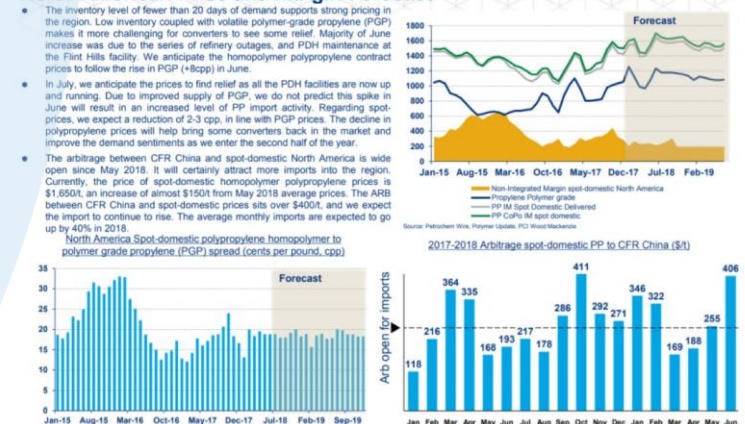 The inventory level of fewer than 20 days of demand supports strong pricing in
the region. Low inventory coupled with volatile polymer-grade propylene (PGP)
makes it more challenging for converters to see some relief. Majority of June
increase was due to the series of refinery outages, and PDH maintenance at
the Flint Hills facility. We anticipate the homopolymer polypropylene contract
prices to follow the rise in PGP (+8cpp) in June.
In July, we anticipate the prices to find relief as all the PDH facilities are now up
and running. Due to improved supply of PGP, we do not predict this spike in
June will result in an increased level of PP import activity. Regarding spot-
prices, we expect a reduction of 2-3 cpp, in line with PGP prices. The decline in
polypropylene prices will help bring some converters back in the market and
improve the demand sentiments as we enter the second half of the year.
The arbitrage between CFR China and spot-domestic North America is wide
open since May 2018. It will certainly attract more imports into the region.
Currently, the price of spot-domestic homopolymer polypropylene prices is
$1,650/t, an increase of almost $150/t from May 2018 average prices. The ARB
between CFR China and spot-domestic prices sits over $400/t, and we expect
the import to continue to rise. The average monthly imports are expected to go
up by 40% in 2018.
Forecast
1800
1600
1400
1200
1000
800
600
400
200
0
Jan-15 Aug-15 Mar-16 Oct-16 May-17 Dec-17 Jul-18 Feb-19
Non-Integrated Margin spot-domestic North America
Propylene Polymer grade
PP IM Spot Domestic Delivered
PP CoPo IM spot domestic
Source: Petrochem Wire, Polymer Update, PCI Wood Mackenzie
North America Spot-domestic polypropylene homopolymer to
polymer grade propylene (PGP) spread (cents per pound, cpp)
Forecast
35
30
25
20
15
10
5
0
Jan-15 Aug-15 Mar-16 Oct-16 May-17 Dec-17 Jul-18 Feb-19 Sep-19
2017-2018 Arbitrage spot-domestic PP to CFR China ($/t)
Arb open for imports
118 216 364 335 168 193 217 178 286 411 292 271 346 322 169 188 255 406
Jan Feb Mar Apr May Jun Jul Aug Sep Oct Nov Dec Jan Feb Mar Apr May Jun